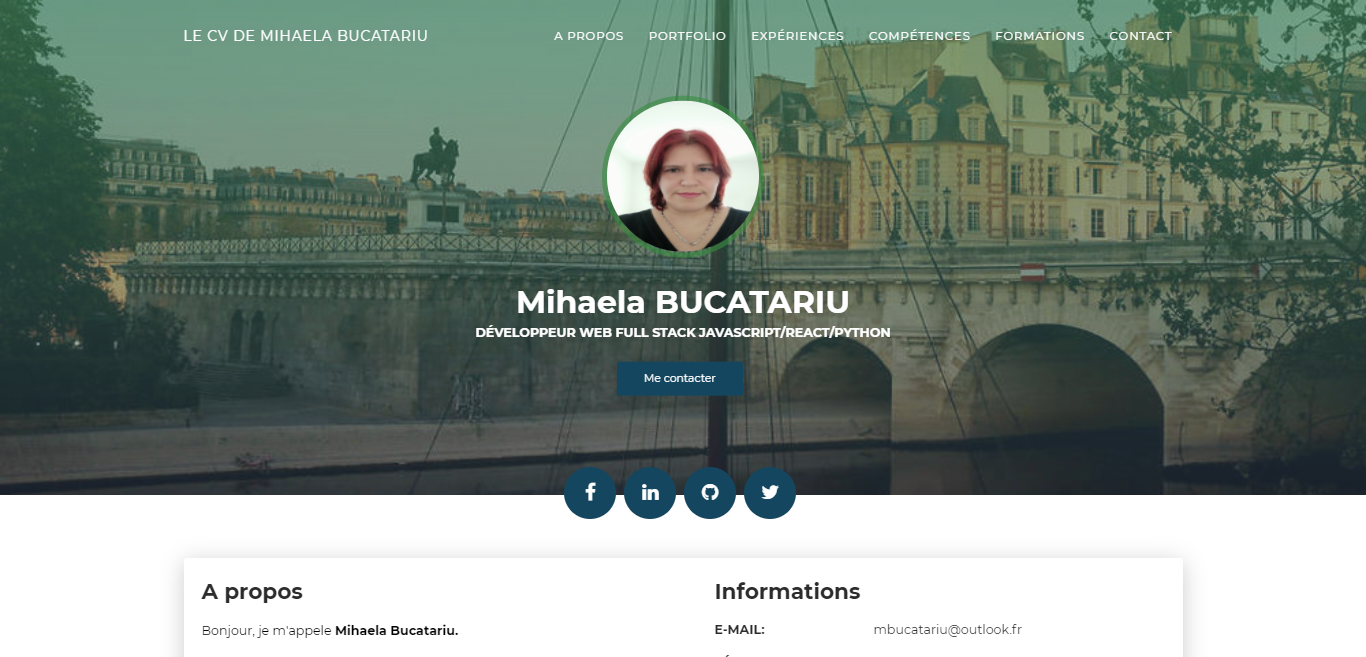 LE CV DE MIHAELA BUCATARIU
A PROPOS PORTFOLIO EXPÉRIENCES COMPÉTENCES FORMATIONS CONTACT
Mihaela BUCATARIU
DÉVELOPPEUR WEB FULL STACK JAVASCRIPT/REACT/PYTHON
Me contacter
A propos
Bonjour, je m'appele Mihaela Bucatariu.
Informations
E-MAIL: mbucatariu@outlook.fr